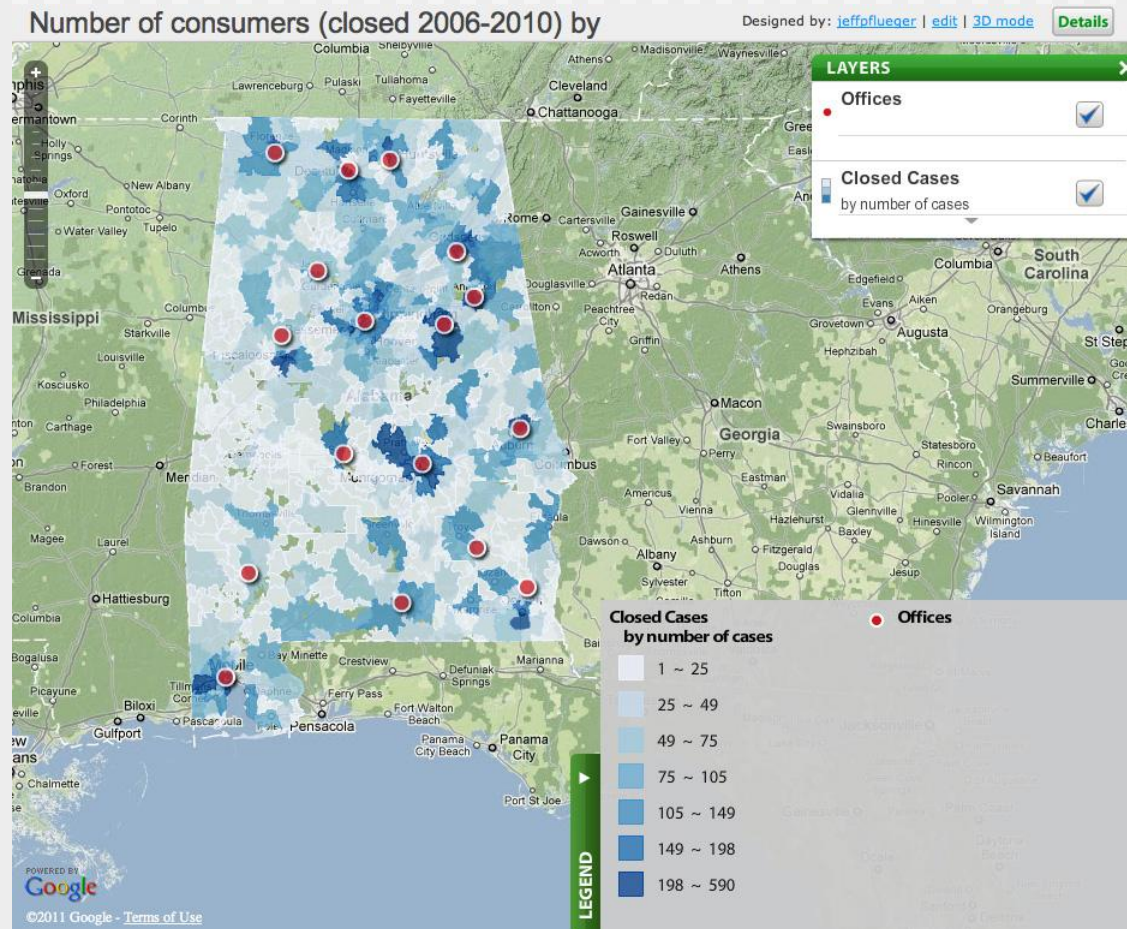 Number of consumers (closed 2006-2010) by
Designed by: jeffpflueger | edit | 3D mode
Details
LAYERS
Offices
Closed Cases
by number of cases
Columbia
Shelbyville
Athens
Madisonville
Waynesville
Lawrenceburg
Pulaski
Tullahoma
Fayetteville
Cleveland
Chattanooga
Corinth
Holly
Springs
Oxford
New Albany
Pontotoc
Tupelo
Water Valley
Grenada
Rome
Cartersville
Gainesville
Roswell
Acworth
Duluth
Atlanta
Athens
Douglasville
Redan
Peachtree
City
Griffin
Columbia
South
Carolina
Edgefield
Evans
Aiken
Orangeburg
Grovetown
Augusta
Hephzibah
Mississippi
Starkville
Louisville
Kosciusko
Philadelphia
Carthage
Forest
Meridian
Brandon
Magee
Laurel
Hattiesburg
Columbia
Bogalusa
Picayune
Biloxi
Gulfport
Pascagoula
Chalmette
Alabama
Mobile
Bay Minette
Crestview
Defuniak
Springs
Marianna
Ferry Pass
Pensacola
Fort Walton
Beach
Panama
City Beach
Panama
City
Port St Joe
Macon
Georgia
Fort Valley
Perry
Swainsboro
Statesboro
Rincon
Summerville
Beaufort
Eastman
Americus
Vienna
Vidalia
Glennville
Pooler
Savannah
Hazlehurst
Baxley
Hinesville
Wilmington
Island
Dawson
Ashburn
Fitzgerald
Albany
Douglas
Jesup
Sylvester
Tifton
Closed Cases
by number of cases
Offices
1 ~ 25
25 ~ 49
49 ~ 75
75 ~ 105
105 ~ 149
149 ~ 198
198 ~ 590
LEGEND
POWERED BY
Google
©2011 Google - Terms of Use